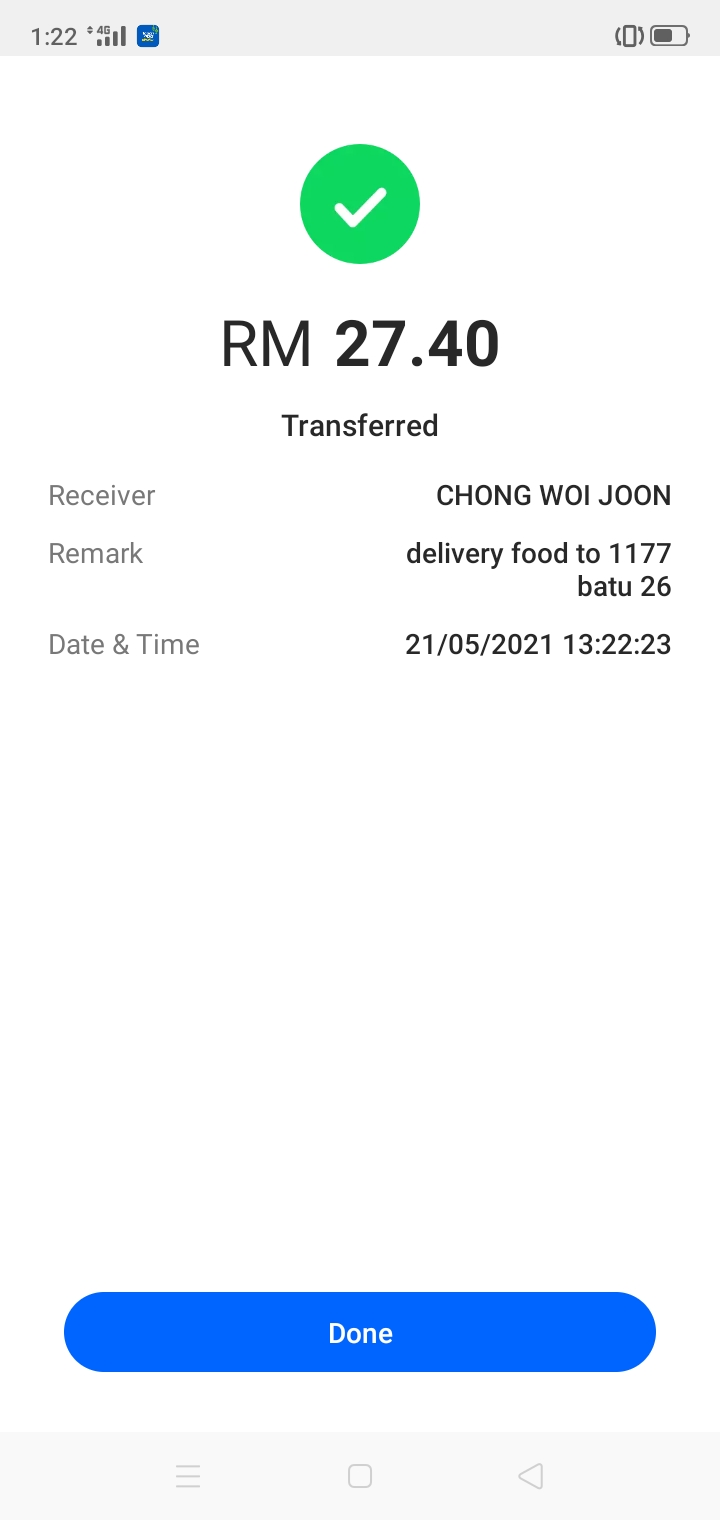 1:22 4G
RM 27.40
Transferred
Receiver CHONG WOI JOON
Remark delivery food to 1177
batu 26
Date & Time 21/05/2021 13:22:23
Done